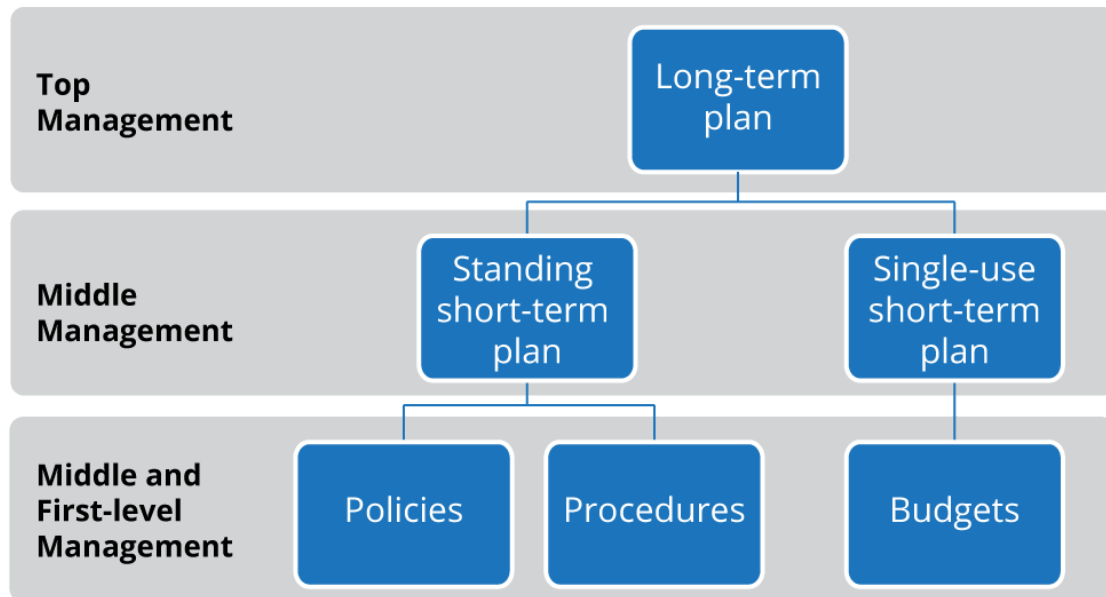 Top
Management
Long-term
plan
Middle
Management
Standing
short-term
plan
Single-use
short-term
plan
Middle and
First-level
Management
Policies
Procedures
Budgets